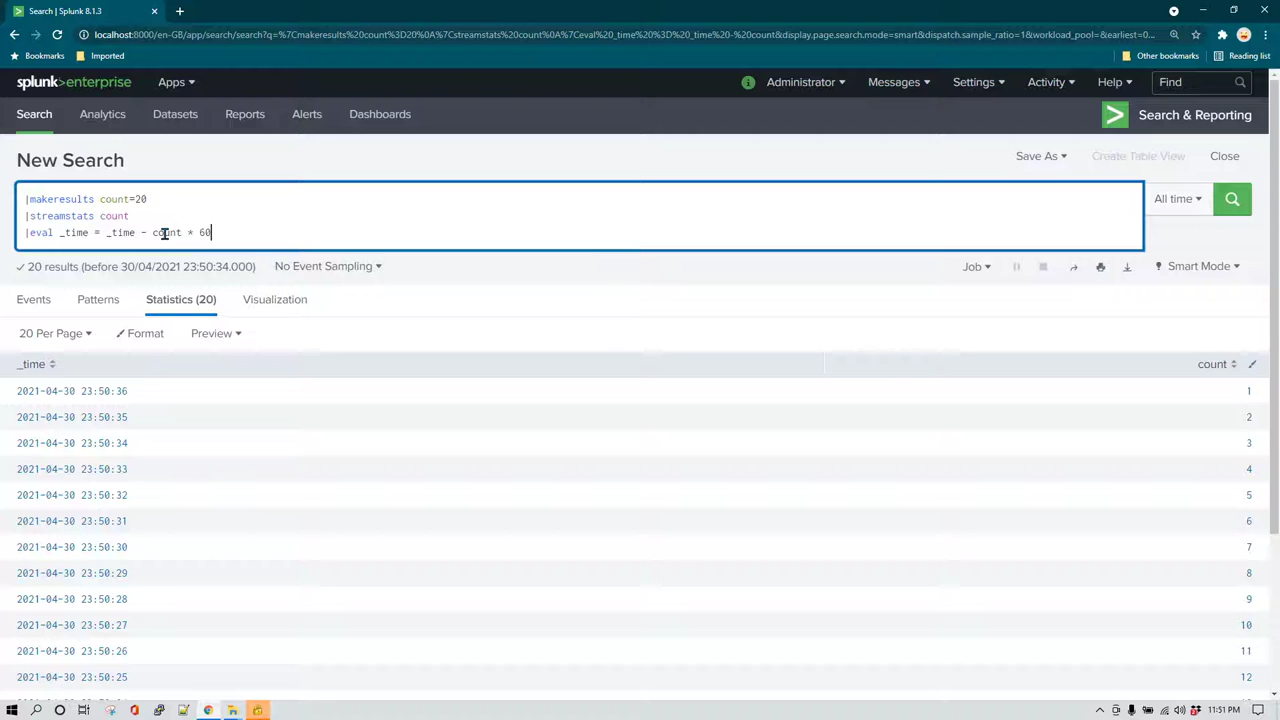 Search | Splunk 8.1.3
localhost:8000/en-GB/app/search/search?q=%7Cmakeresults count%3D20 %0A%7Cstreamstats count%0A%7Ceval _time %3D _time - count&display.page.search.mode=smart&dispatch.sample_ratio=1&workload_pool=&earliest=0...
Bookmarks Imported Other bookmarks Reading list
splunk>enterprise Apps Administrator Messages Settings Activity Help Find
Search Analytics Datasets Reports Alerts Dashboards > Search & Reporting
New Search Save As Create Table View Close
|makeresults count=20 All time
|streamstats count
|eval _time = _time - count * 60
✓ 20 results (before 30/04/2021 23:50:34.000) No Event Sampling Job Smart Mode
Events Patterns Statistics (20) Visualization
20 Per Page Format Preview
_time count
2021-04-30 23:50:36 1
2021-04-30 23:50:35 2
2021-04-30 23:50:34 3
2021-04-30 23:50:33 4
2021-04-30 23:50:32 5
2021-04-30 23:50:31 6
2021-04-30 23:50:30 7
2021-04-30 23:50:29 8
2021-04-30 23:50:28 9
2021-04-30 23:50:27 10
2021-04-30 23:50:26 11
2021-04-30 23:50:25 12
11:51 PM